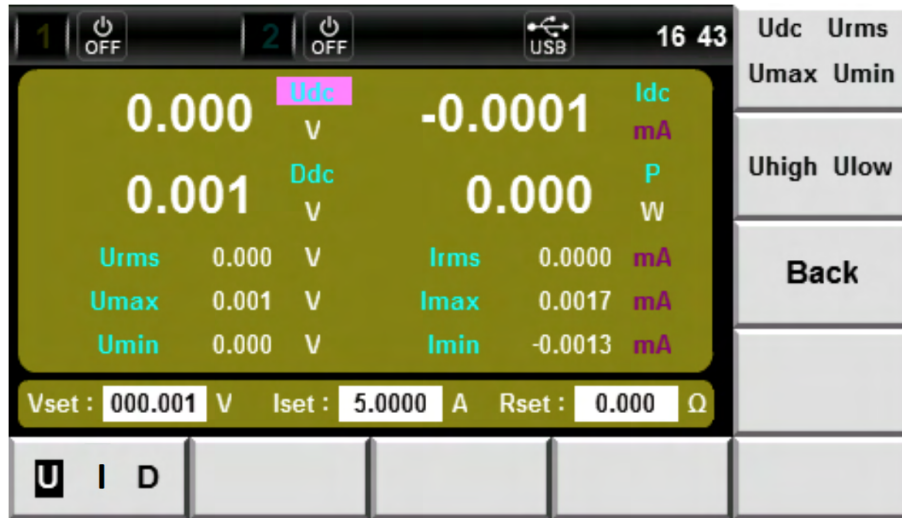 1 OFF 2 OFF USB 16 43
Udc Urms
Umax Umin
0.000 Udc V -0.0001 Idc mA
Uhigh Ulow
0.001 Ddc V 0.000 P W
Urms 0.000 V Irms 0.0000 mA
Back
Umax 0.001 V Imax 0.0017 mA
Umin 0.000 V Imin -0.0013 mA
Vset : 000.001 V Iset : 5.0000 A Rset : 0.000 Ω
U I D